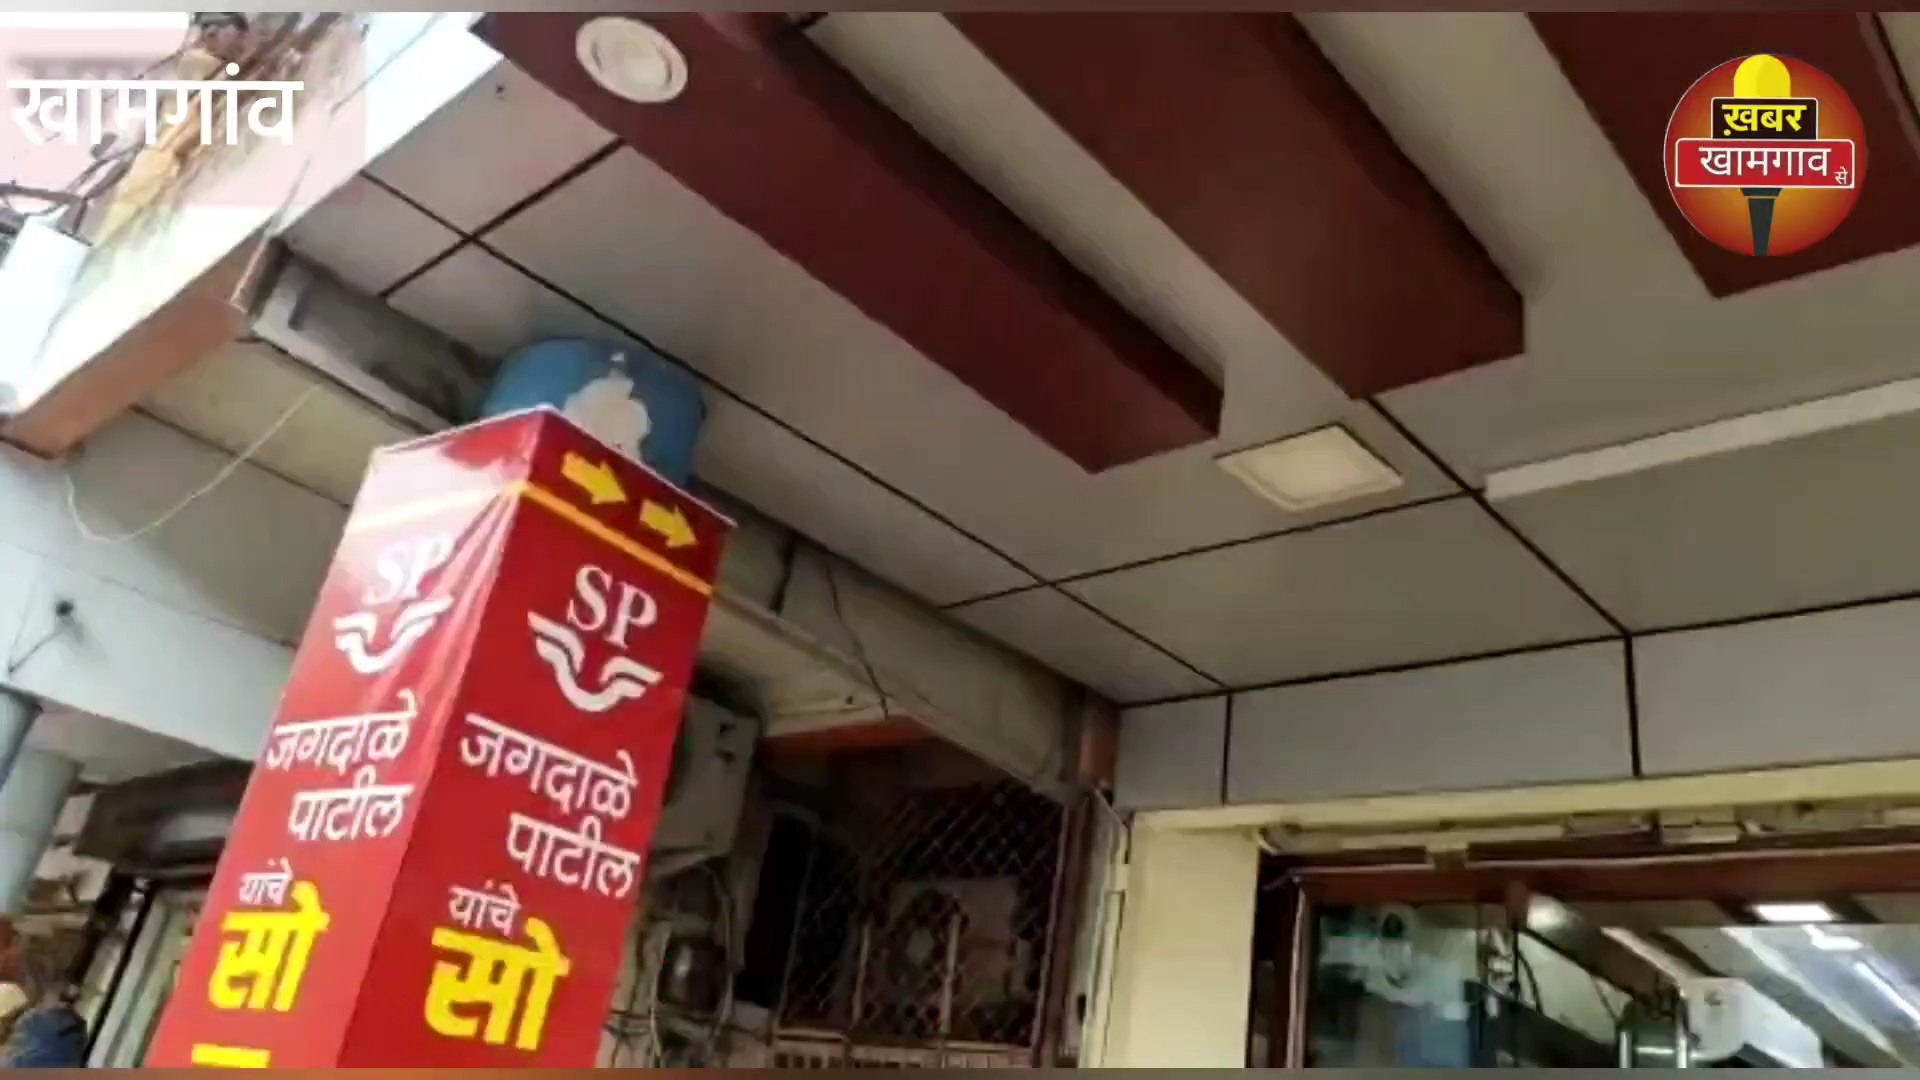 खामगांव
ख़बर
खामगाव से
SP
जगदाळे
पाटील
यांचे
सो
SP
जगदाळे
पाटील
यांचे
सो